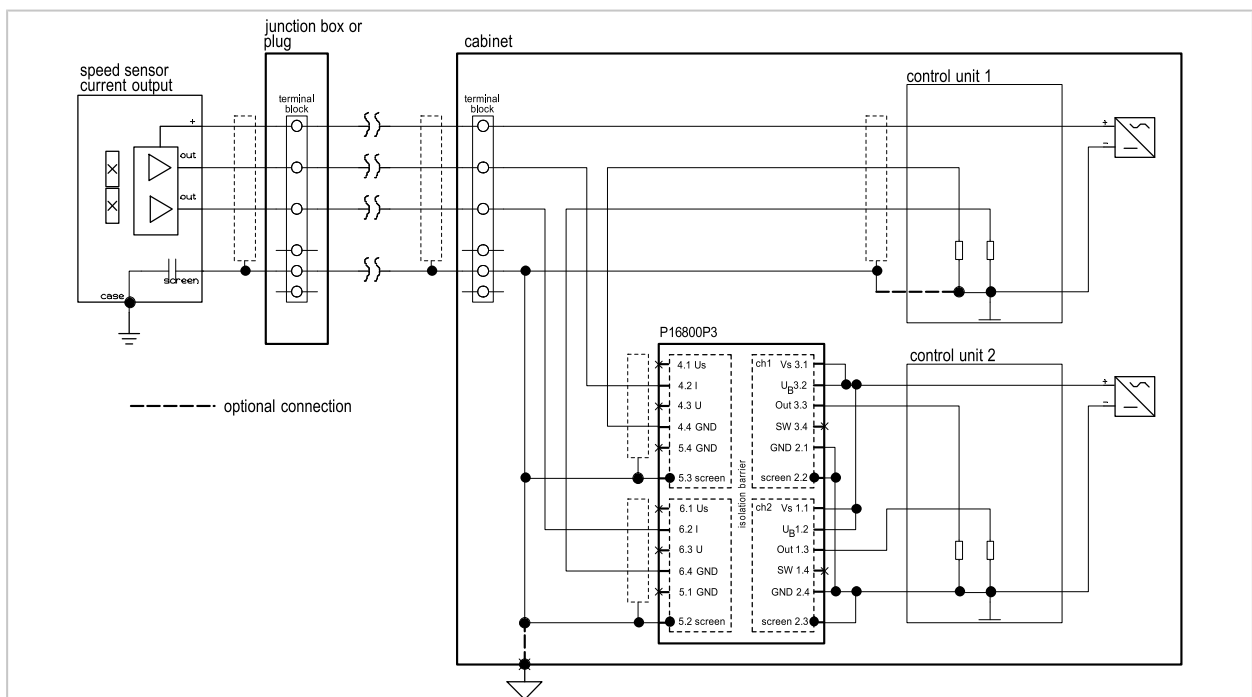 junction box or
plug
cabinet
speed sensor
current output
control unit 1
terminal
block
terminal
block
+
out
out
screen
case
+
-
P16800P3
control unit 2
optional connection
4.1 Us
4.2 I
4.3 U
4.4 GND
5.4 GND
5.3 screen
6.1 Us
6.2 I
6.3 U
6.4 GND
5.1 GND
5.2 screen
isolation barrier
ch1 Vs 3.1
UB3.2
Out 3.3
SW 3.4
GND 2.1
screen 2.2
ch2 Vs 1.1
UB1.2
Out 1.3
SW 1.4
GND 2.4
screen 2.3
+
-